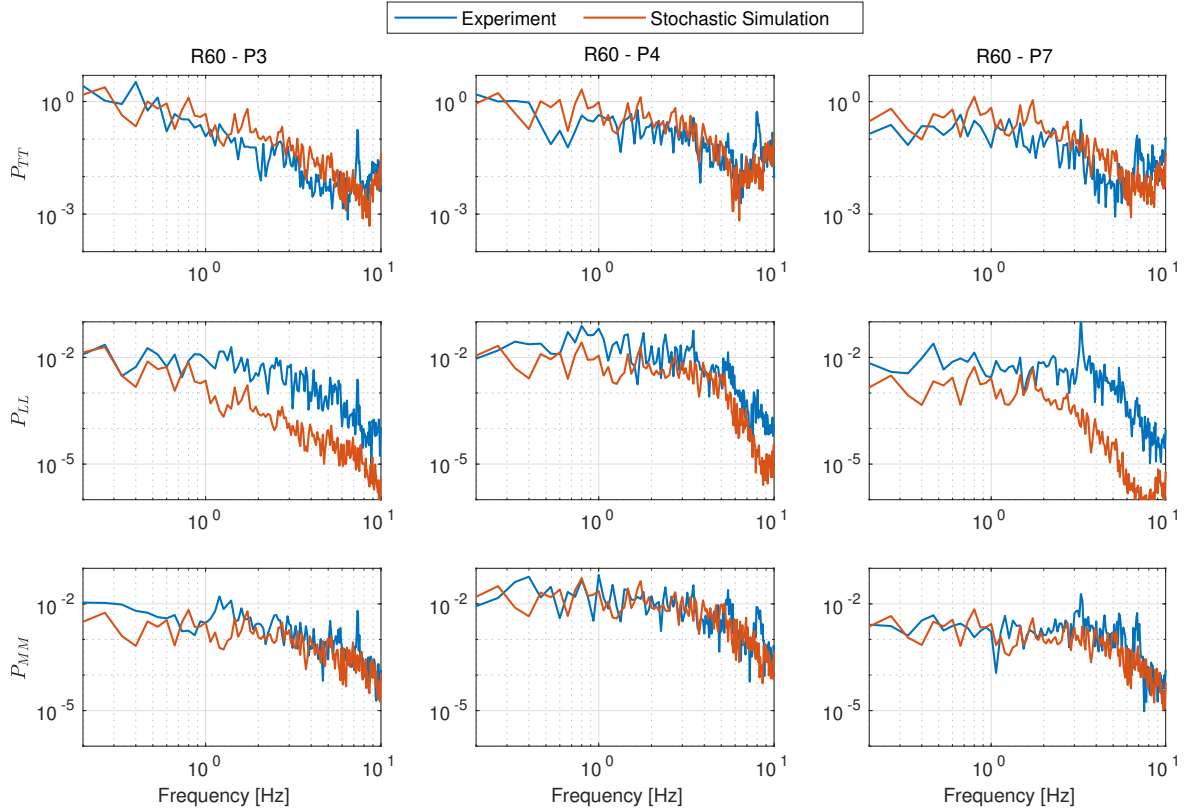 Experiment Stochastic Simulation
R60 - P3 R60 - P4 R60 - P7
P_TT
10^0 10^0 10^0
10^-3 10^-3 10^-3
10^0 10^1 10^0 10^1 10^0 10^1
P_LL
10^-2 10^-2 10^-2
10^-5 10^-5 10^-5
10^0 10^1 10^0 10^1 10^0 10^1
P_MM
10^-2 10^-2 10^-2
10^-5 10^-5 10^-5
10^0 10^1 10^0 10^1 10^0 10^1
Frequency [Hz] Frequency [Hz] Frequency [Hz]